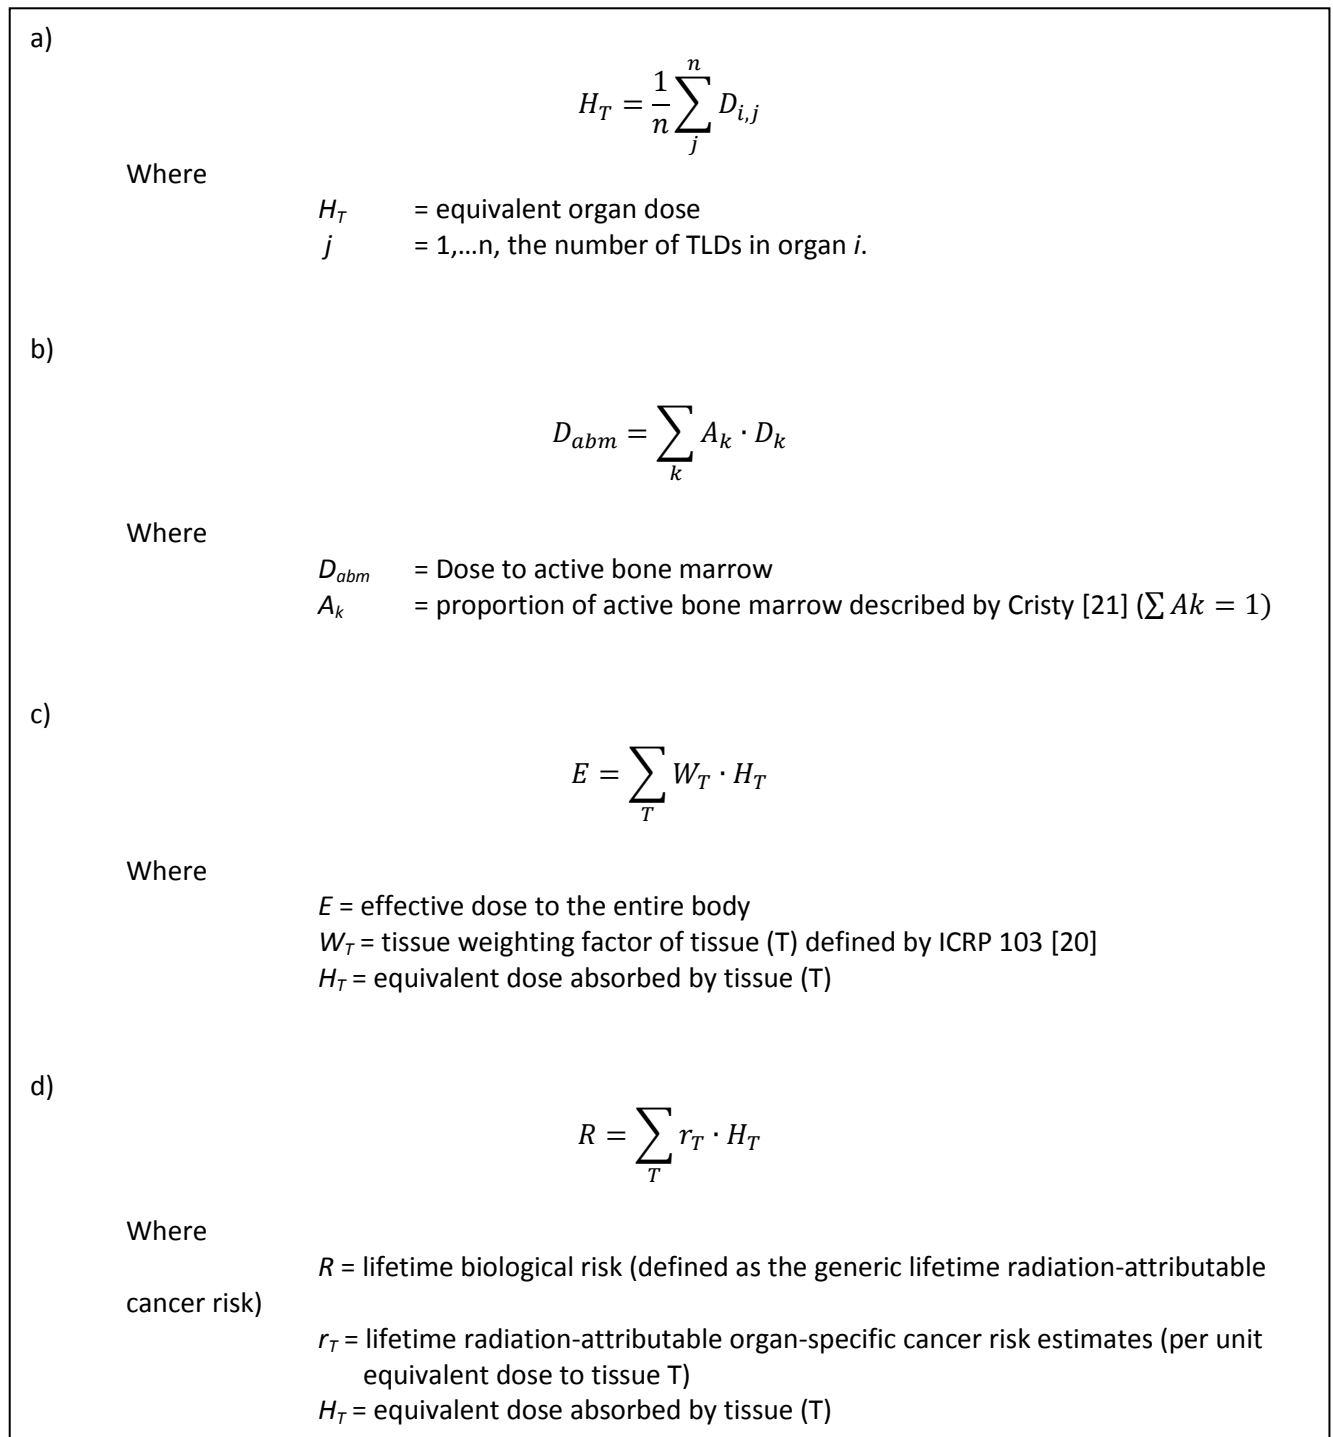 a)
$$H_T = \frac{1}{n} \sum_{j}^{n} D_{i,j}$$
Where
H_T = equivalent organ dose
j = 1,…n, the number of TLDs in organ i.
b)
$$D_{abm} = \sum_{k} A_k \cdot D_k$$
Where
D_{abm} = Dose to active bone marrow
A_k = proportion of active bone marrow described by Cristy [21] (∑ Ak = 1)
c)
$$E = \sum_{T} W_T \cdot H_T$$
Where
E = effective dose to the entire body
W_T = tissue weighting factor of tissue (T) defined by ICRP 103 [20]
H_T = equivalent dose absorbed by tissue (T)
d)
$$R = \sum_{T} r_T \cdot H_T$$
Where
R = lifetime biological risk (defined as the generic lifetime radiation-attributable
cancer risk)
r_T = lifetime radiation-attributable organ-specific cancer risk estimates (per unit
equivalent dose to tissue T)
H_T = equivalent dose absorbed by tissue (T)